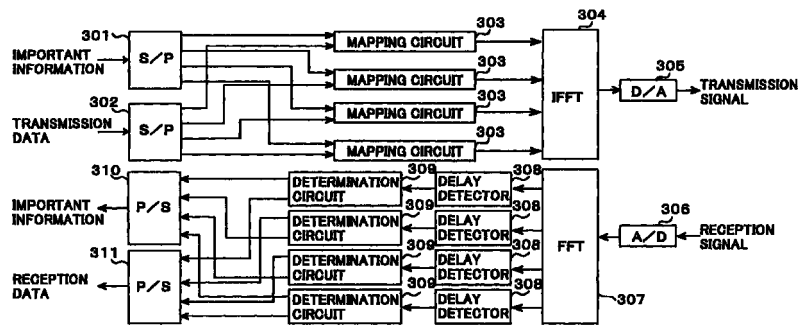 301
IMPORTANT
INFORMATION
S/P
302
TRANSMISSION
DATA
S/P
303
MAPPING CIRCUIT
303
MAPPING CIRCUIT
303
MAPPING CIRCUIT
303
MAPPING CIRCUIT
304
IFFT
305
D/A
TRANSMISSION
SIGNAL
310
IMPORTANT
INFORMATION
P/S
311
RECEPTION
DATA
P/S
309
DETERMINATION
CIRCUIT
309
DETERMINATION
CIRCUIT
309
DETERMINATION
CIRCUIT
309
DETERMINATION
CIRCUIT
308
DELAY
DETECTOR
308
DELAY
DETECTOR
308
DELAY
DETECTOR
308
DELAY
DETECTOR
FFT
307
306
A/D
RECEPTION
SIGNAL